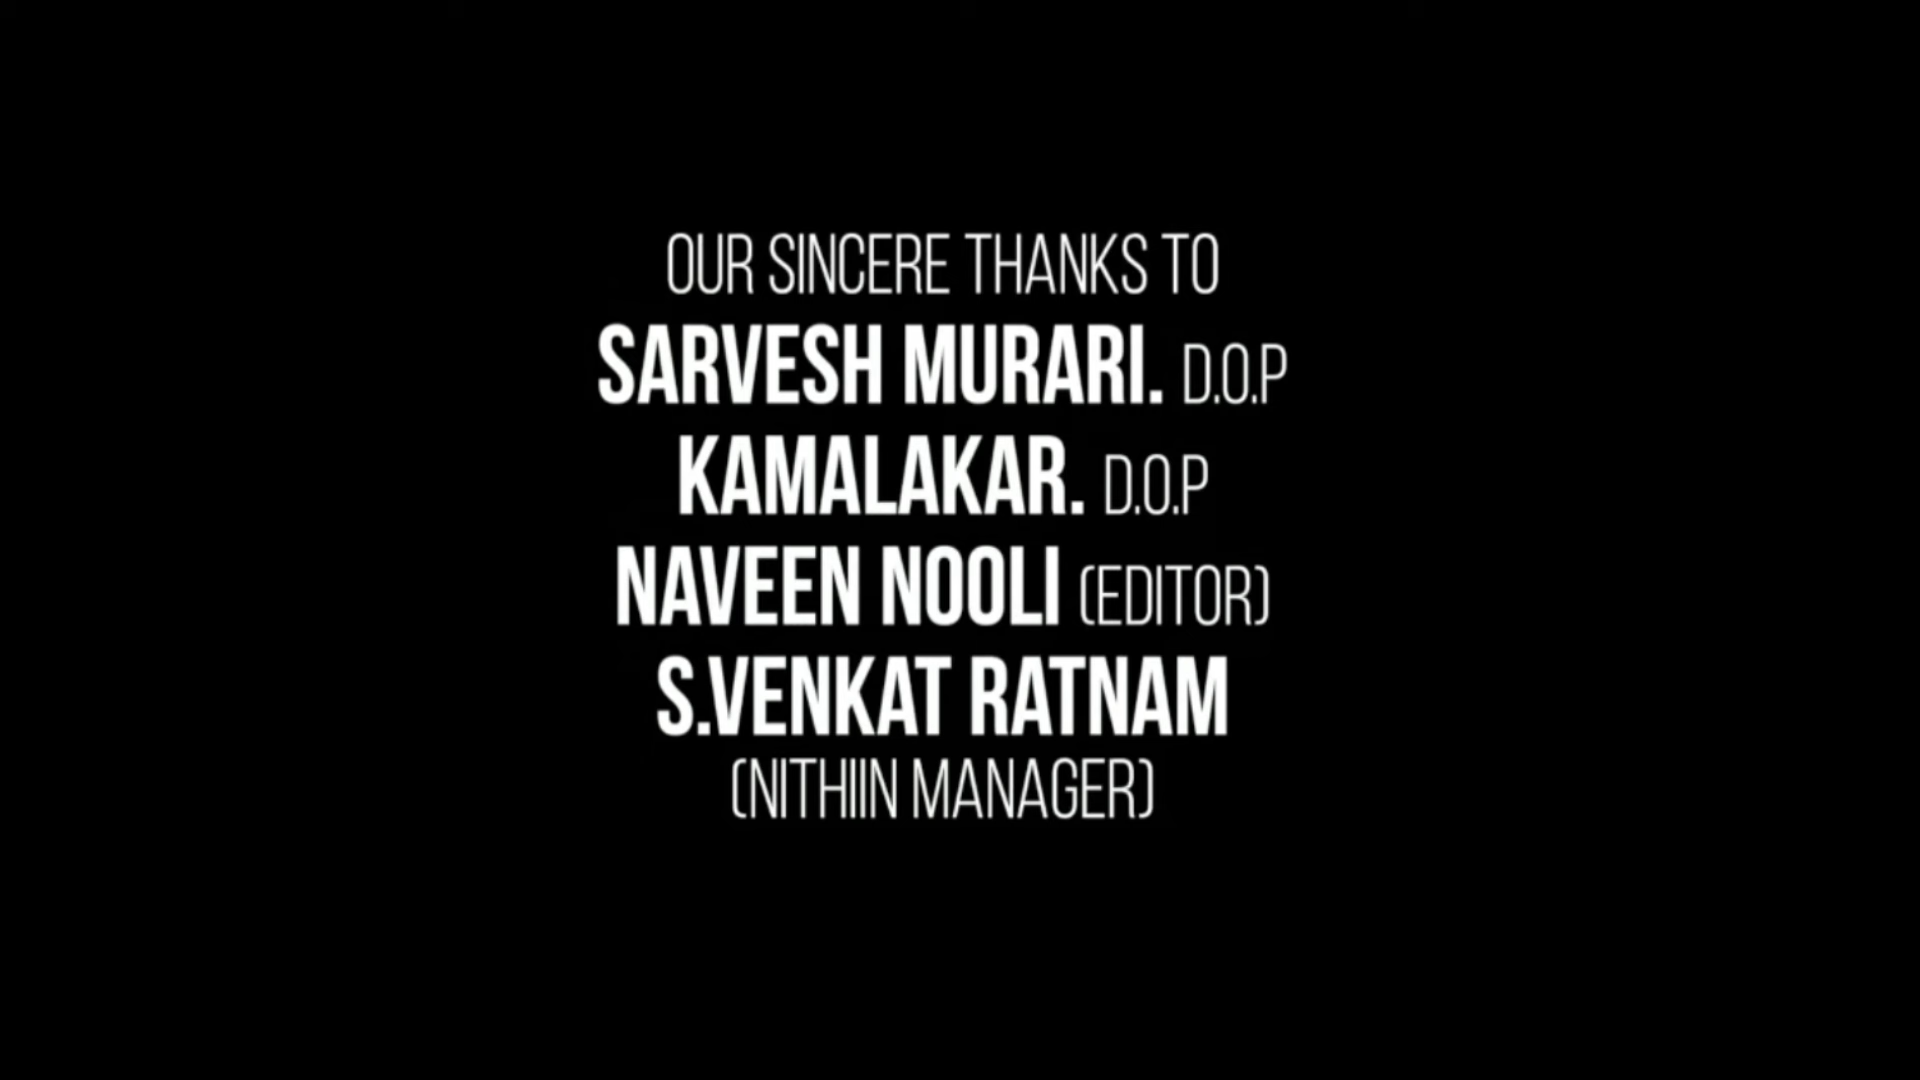 OUR SINCERE THANKS TO
SARVESH MURARI. D.O.P
KAMALAKAR. D.O.P
NAVEEN NOOLI (EDITOR)
S.VENKAT RATNAM
(NITHIIN MANAGER)